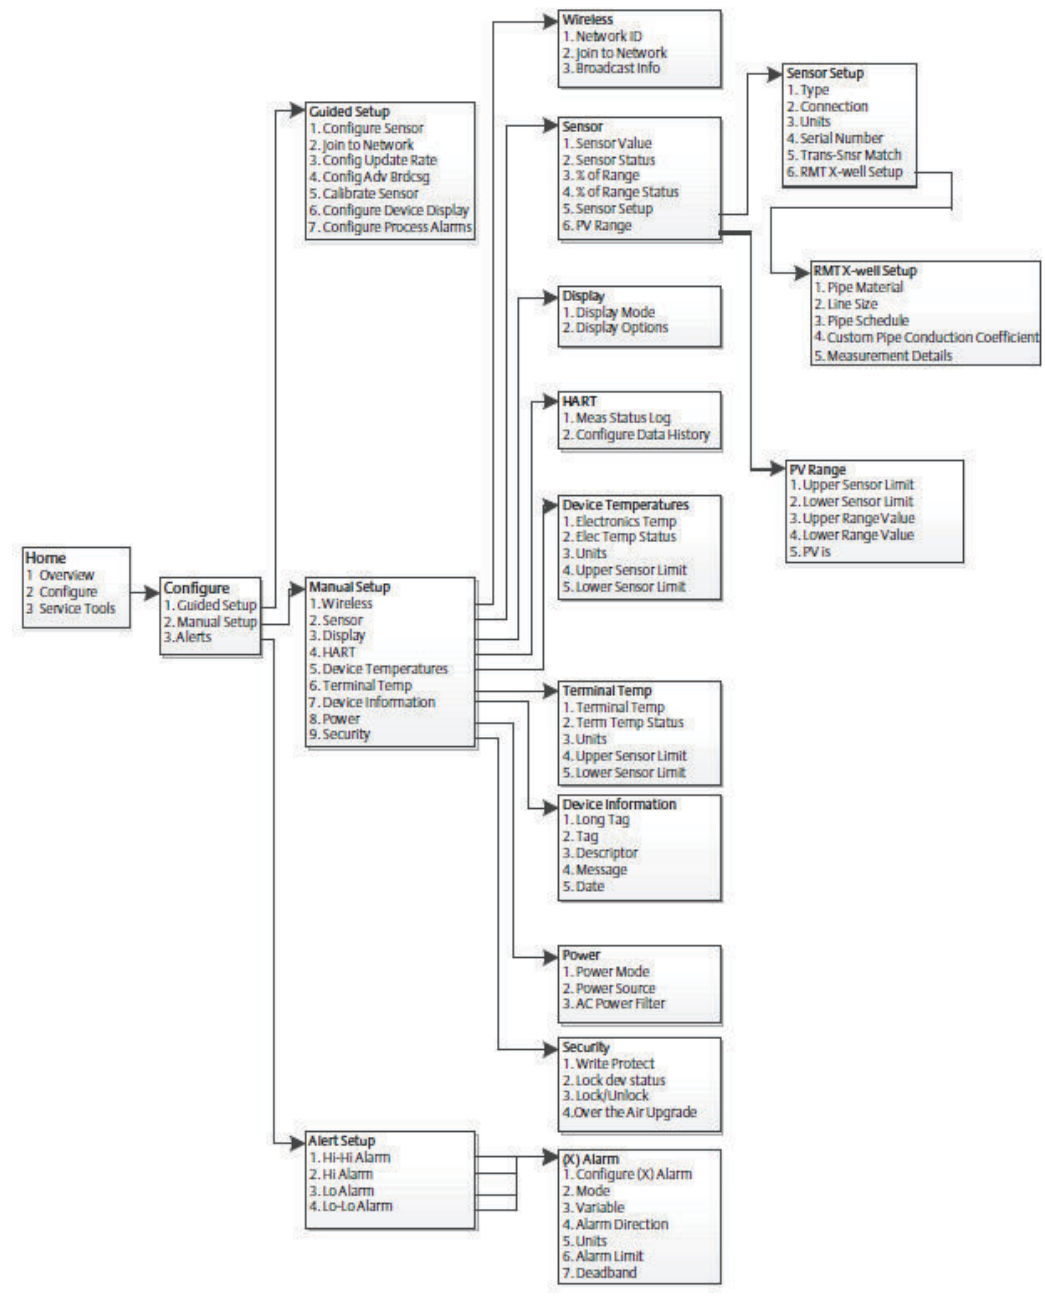 Home
1 Overview
2 Configure
3 Service Tools
Configure
1. Guided Setup
2. Manual Setup
3. Alerts
Guided Setup
1. Configure Sensor
2. Join to Network
3. Config Update Rate
4. Config Adv Brdcsg
5. Calibrate Sensor
6. Configure Device Display
7. Configure Process Alarms
Manual Setup
1. Wireless
2. Sensor
3. Display
4. HART
5. Device Temperatures
6. Terminal Temp
7. Device Information
8. Power
9. Security
Alert Setup
1. Hi-Hi Alarm
2. Hi Alarm
3. Lo Alarm
4. Lo-Lo Alarm
Wireless
1. Network ID
2. Join to Network
3. Broadcast Info
Sensor
1. Sensor Value
2. Sensor Status
3. % of Range
4. % of Range Status
5. Sensor Setup
6. PV Range
Display
1. Display Mode
2. Display Options
HART
1. Meas Status Log
2. Configure Data History
Device Temperatures
1. Electronics Temp
2. Elec Temp Status
3. Units
4. Upper Sensor Limit
5. Lower Sensor Limit
Terminal Temp
1. Terminal Temp
2. Term Temp Status
3. Units
4. Upper Sensor Limit
5. Lower Sensor Limit
Device Information
1. Long Tag
2. Tag
3. Descriptor
4. Message
5. Date
Power
1. Power Mode
2. Power Source
3. AC Power Filter
Security
1. Write Protect
2. Lock dev status
3. Lock/Unlock
4.Over the Air Upgrade
(X) Alarm
1. Configure (X) Alarm
2. Mode
3. Variable
4. Alarm Direction
5. Units
6. Alarm Limit
7. Deadband
Sensor Setup
1. Type
2. Connection
3. Units
4. Serial Number
5. Trans-Snsr Match
6. RMT X-well Setup
RMT X-well Setup
1. Pipe Material
2. Line Size
3. Pipe Schedule
4. Custom Pipe Conduction Coefficient
5. Measurement Details
PV Range
1. Upper Sensor Limit
2. Lower Sensor Limit
3. Upper Range Value
4. Lower Range Value
5. PV is